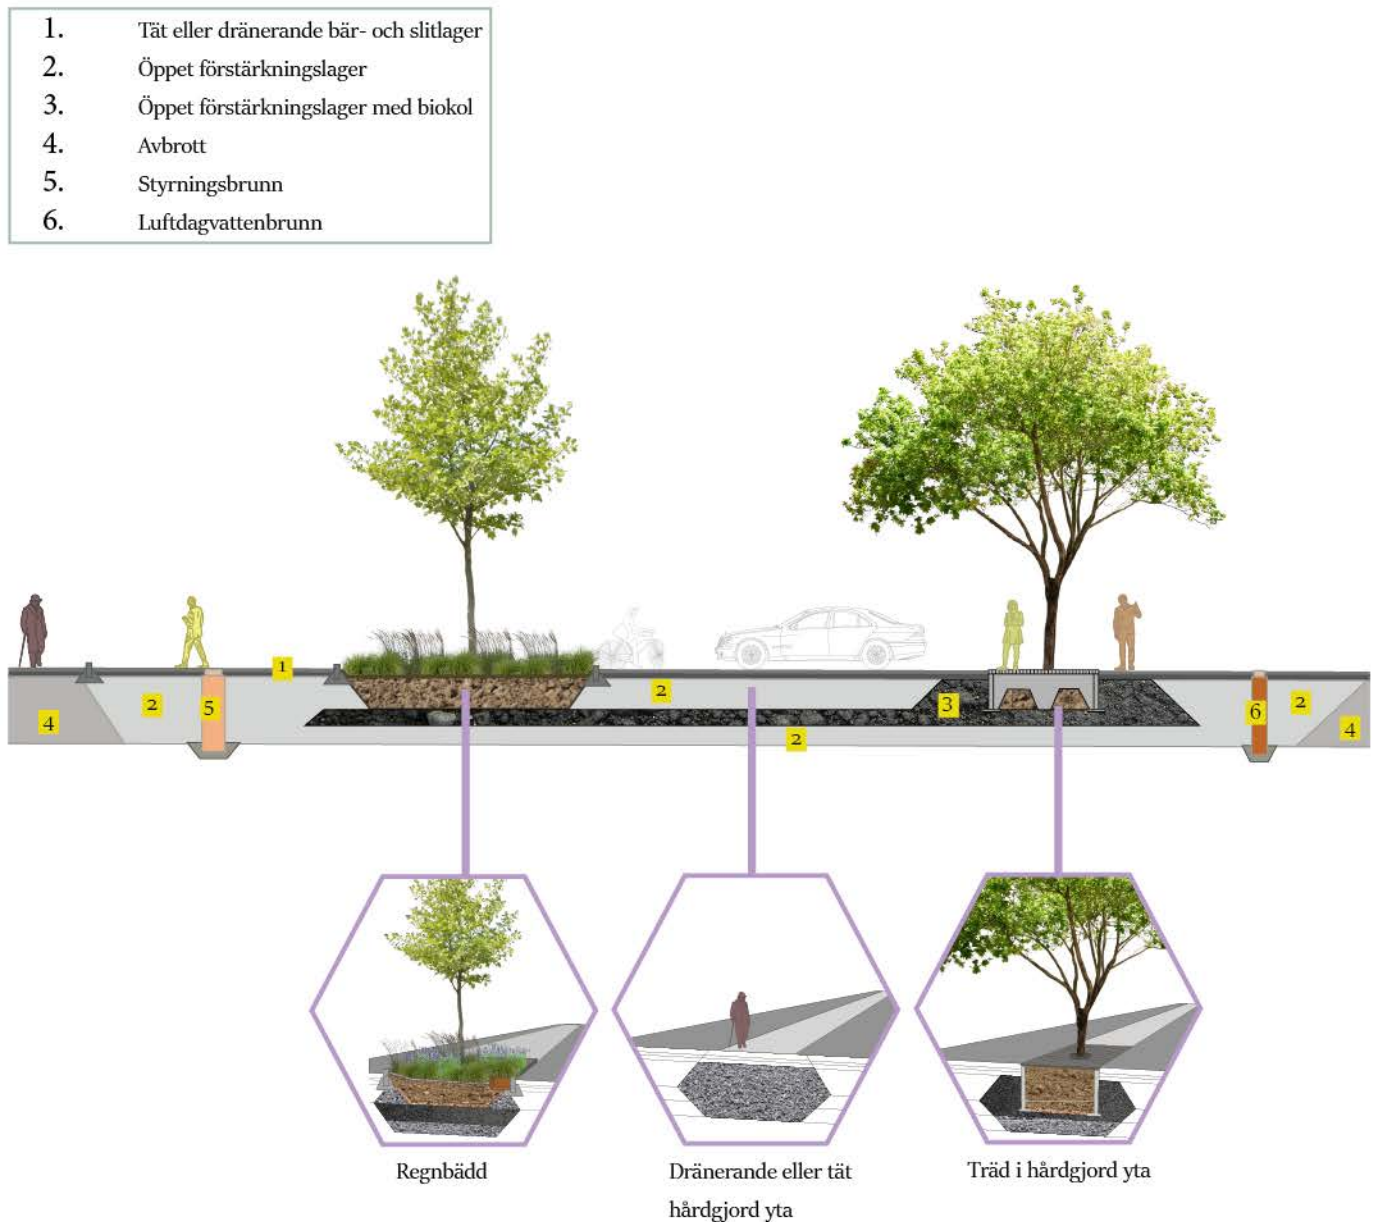 1. Tät eller dränerande bär- och slitlager
2. Öppet förstärkningslager
3. Öppet förstärkningslager med biokol
4. Avbrott
5. Styrningsbrunn
6. Luftdagvattenbrunn
1
2
2
3
2
4
5
6
2
4
2
Regnbädd
Dränerande eller tät
hårdgjord yta
Träd i hårdgjord yta